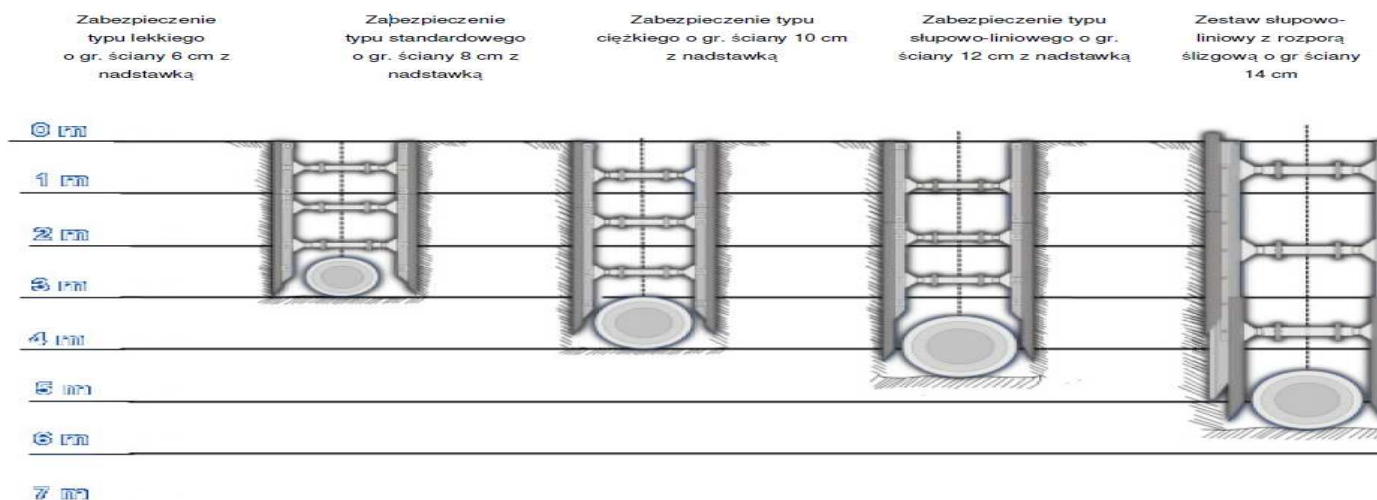 Zabezpieczenie
typu lekkiego
o gr. ściany 6 cm z
nadstawką
Zabezpieczenie
typu standardowego
o gr. ściany 8 cm z
nadstawką
Zabezpieczenie typu
ciężkiego o gr. ściany 10 cm
z nadstawką
Zabezpieczenie typu
słupowo-liniowego o gr.
ściany 12 cm z nadstawką
Zestaw słupowo-
liniowy z rozporą
ślizgową o gr ściany
14 cm
0 m
1 m
2 m
3 m
4 m
5 m
6 m
7 m